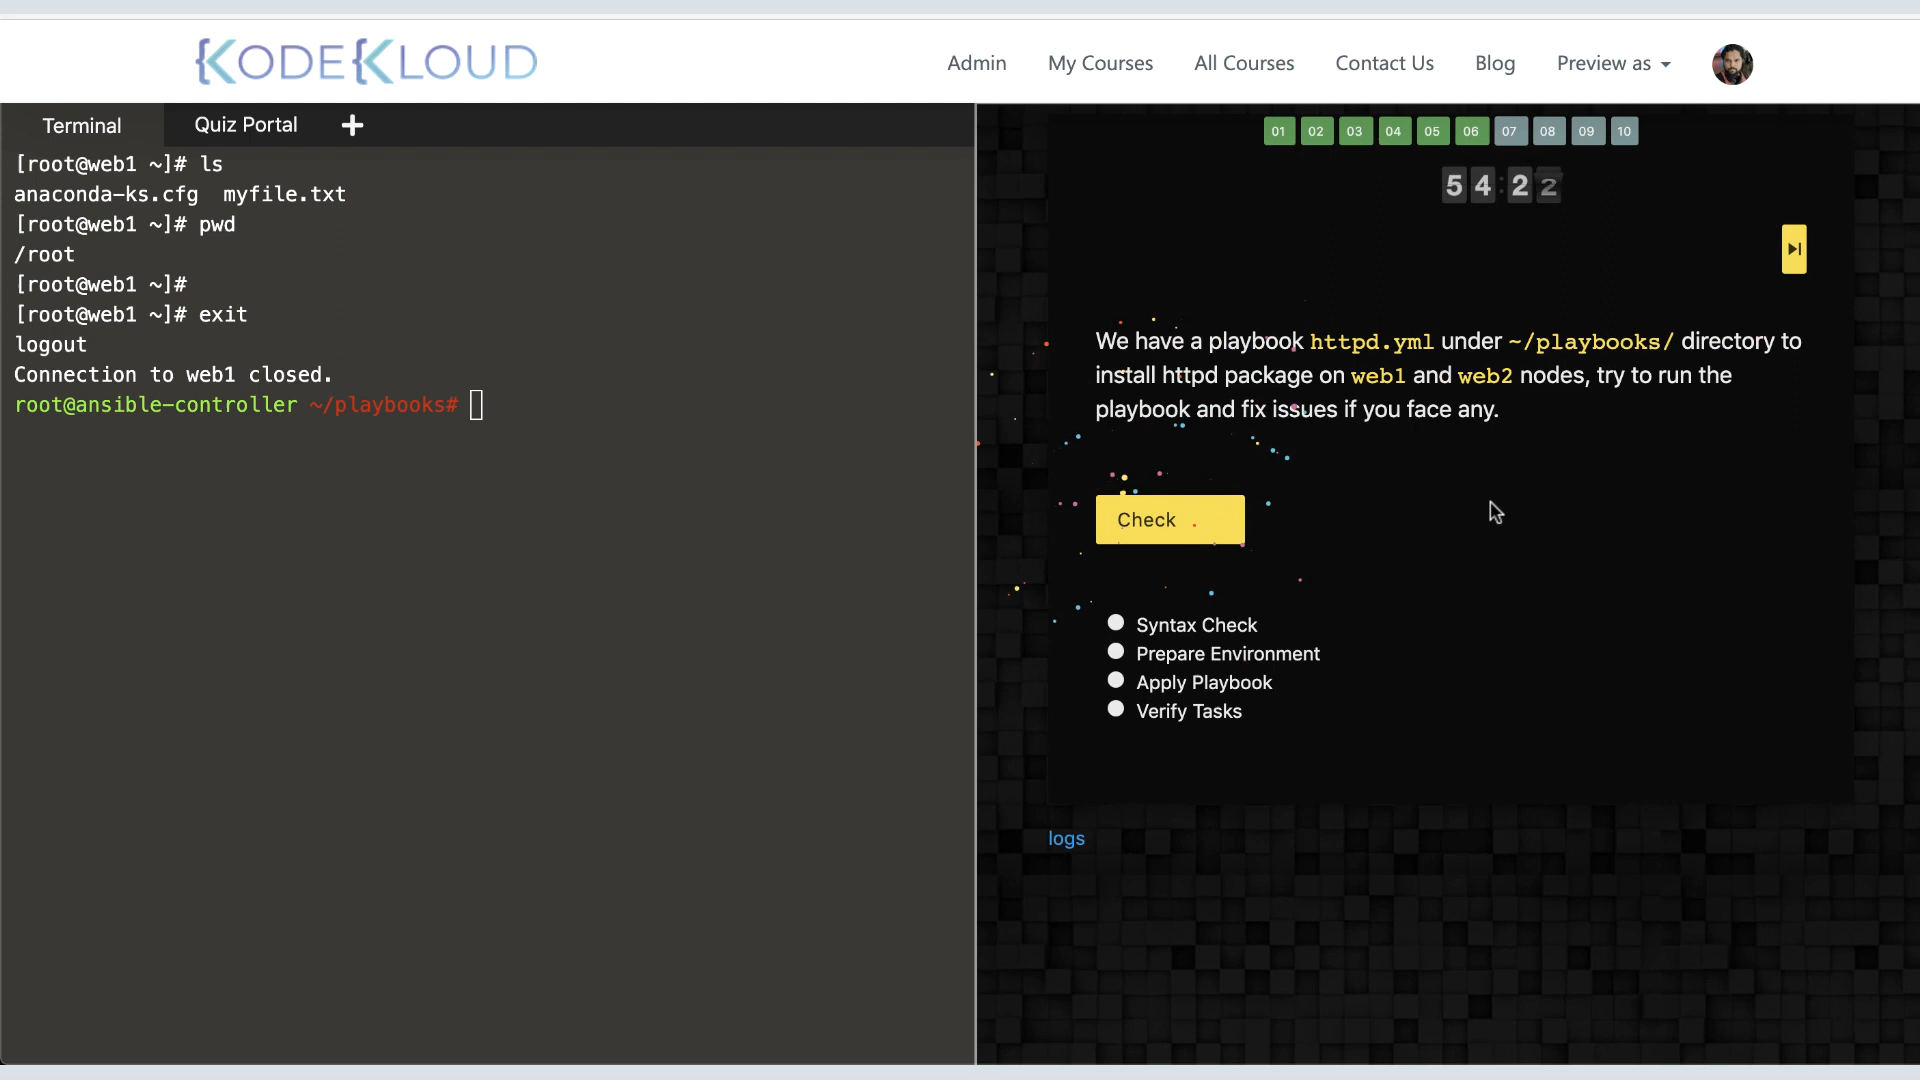 {KODE{KLOUD
Admin
My Courses
All Courses
Contact Us
Blog
Preview as
Terminal
Quiz Portal
[root@web1 ~]# ls
anaconda-ks.cfg  myfile.txt
[root@web1 ~]# pwd
/root
[root@web1 ~]#
[root@web1 ~]# exit
logout
Connection to web1 closed.
root@ansible-controller ~/playbooks#
01 02 03 04 05 06 07 08 09 10
54:22
We have a playbook httpd.yml under ~/playbooks/ directory to
install httpd package on web1 and web2 nodes, try to run the
playbook and fix issues if you face any.
Check
Syntax Check
Prepare Environment
Apply Playbook
Verify Tasks
logs